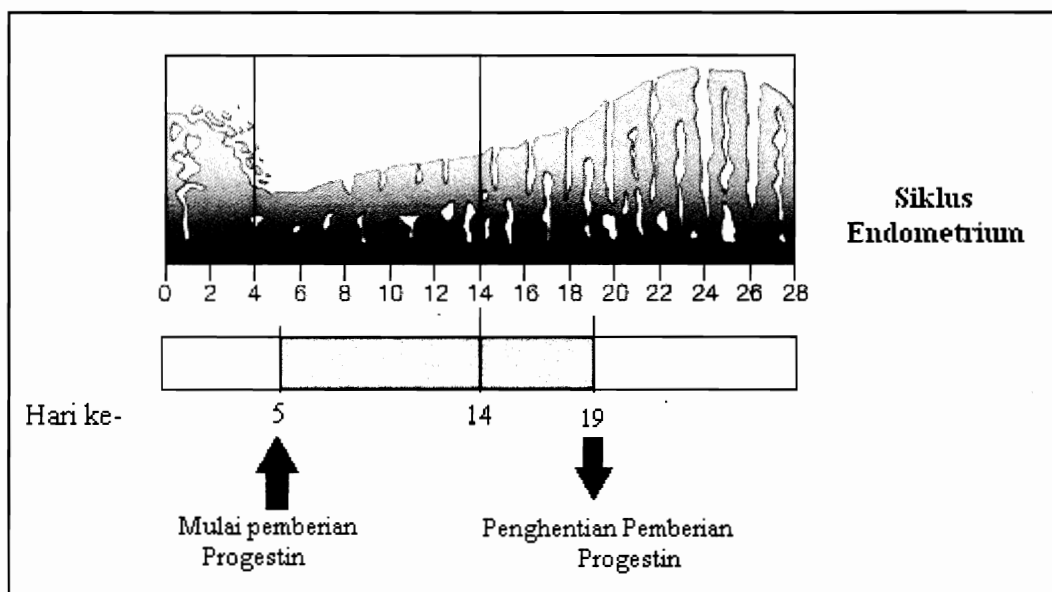 Siklus
Endometrium
0 2 4 6 8 10 12 14 16 18 20 22 24 26 28
Hari ke-
5 14 19
Mulai pemberian
Progestin
Penghentian Pemberian
Progestin